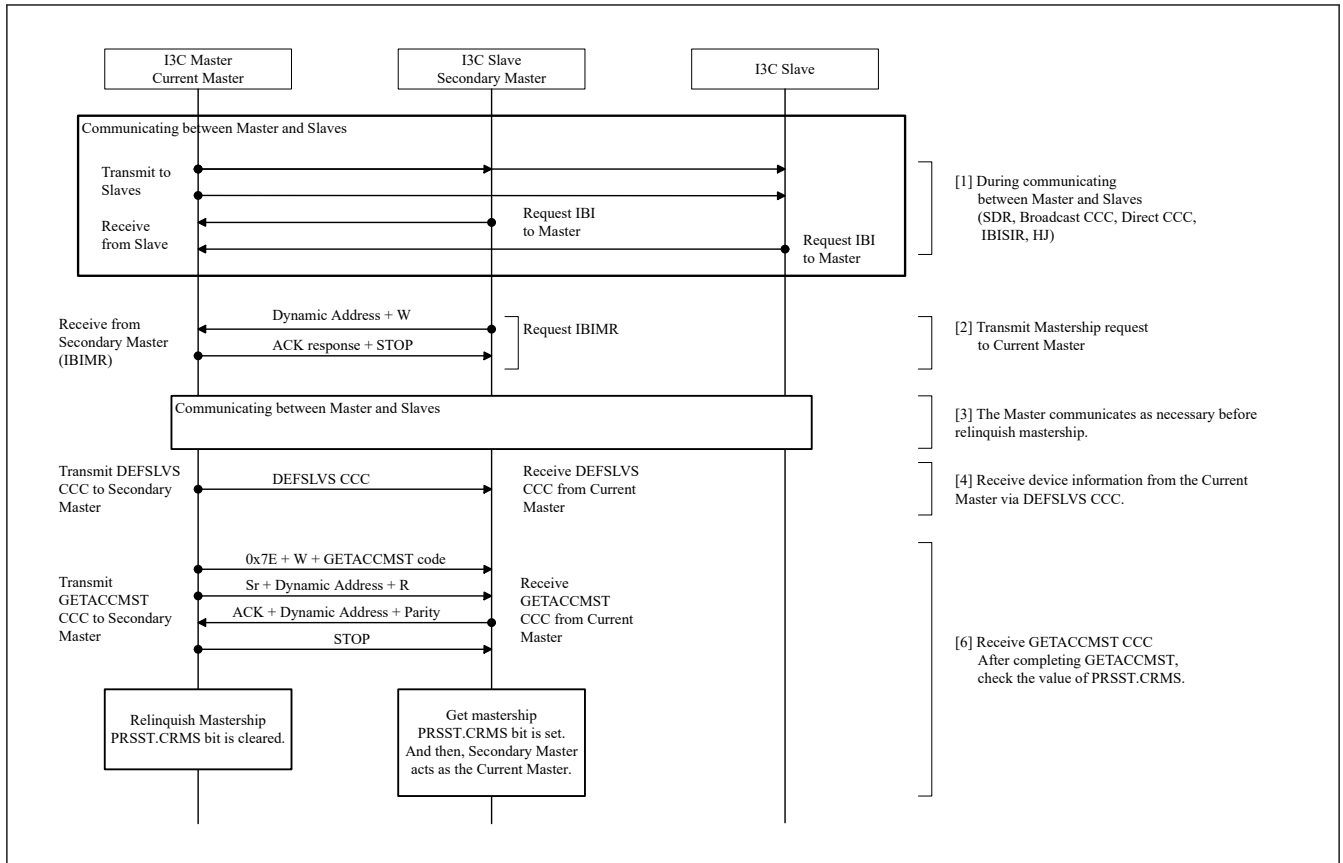 I3C Master
Current Master
I3C Slave
Secondary Master
I3C Slave
Communicating between Master and Slaves
Transmit to
Slaves
Receive
from Slave
Request IBI
to Master
Request IBI
to Master
[1] During communicating
between Master and Slaves
(SDR, Broadcast CCC, Direct CCC,
IBISIR, HJ)
Receive from
Secondary Master
(IBIMR)
Dynamic Address + W
ACK response + STOP
Request IBIMR
[2] Transmit Mastership request
to Current Master
Communicating between Master and Slaves
[3] The Master communicates as necessary before
relinquish mastership.
Transmit DEFSLVS
CCC to Secondary
Master
DEFSLVS CCC
Receive DEFSLVS
CCC from Current
Master
[4] Receive device information from the Current
Master via DEFSLVS CCC.
0x7E + W + GETACCMST code
Sr + Dynamic Address + R
ACK + Dynamic Address + Parity
STOP
Transmit
GETACCMST
CCC to Secondary
Master
Receive
GETACCMST
CCC from Current
Master
[6] Receive GETACCMST CCC
After completing GETACCMST,
check the value of PRSST.CRMS.
Relinquish Mastership
PRSST.CRMS bit is cleared.
Get mastership
PRSST.CRMS bit is set.
And then, Secondary Master
acts as the Current Master.